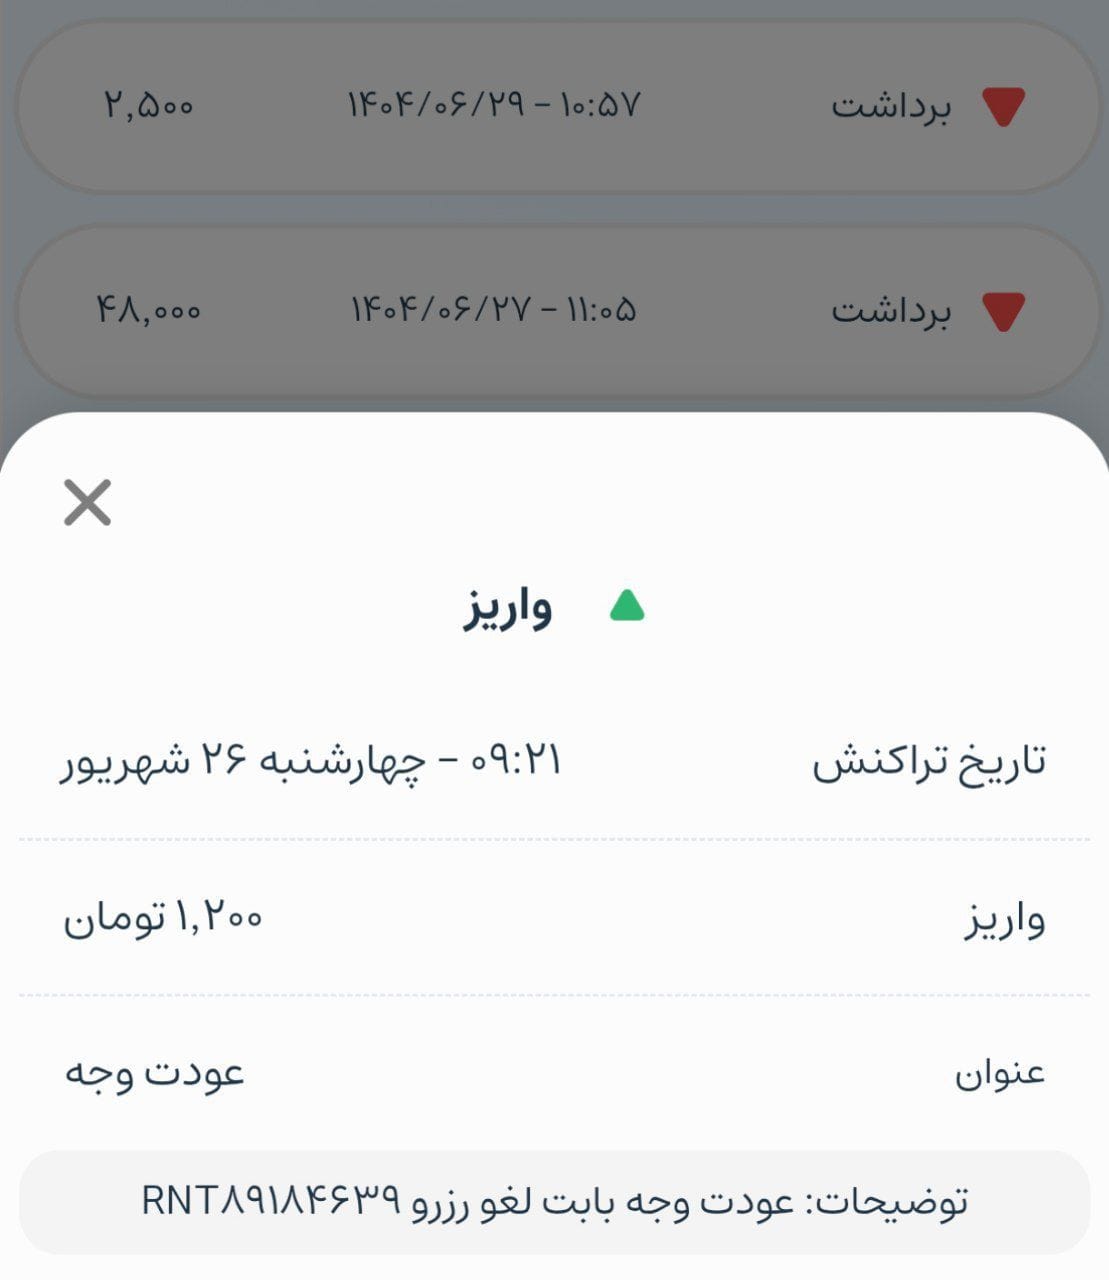 برداشت ۱۴۰۴/۰۶/۲۹ - ۱۰:۵۷ ۲,۵۰۰
برداشت ۱۴۰۴/۰۶/۲۷ - ۱۱:۰۵ ۴۸,۰۰۰
واریز
تاریخ تراکنش ۰۹:۲۱ - چهارشنبه ۲۶ شهریور
واریز ۱,۲۰۰ تومان
عنوان عودت وجه
توضیحات: عودت وجه بابت لغو رزرو RNT۸۹۱۸۴۶۳۹